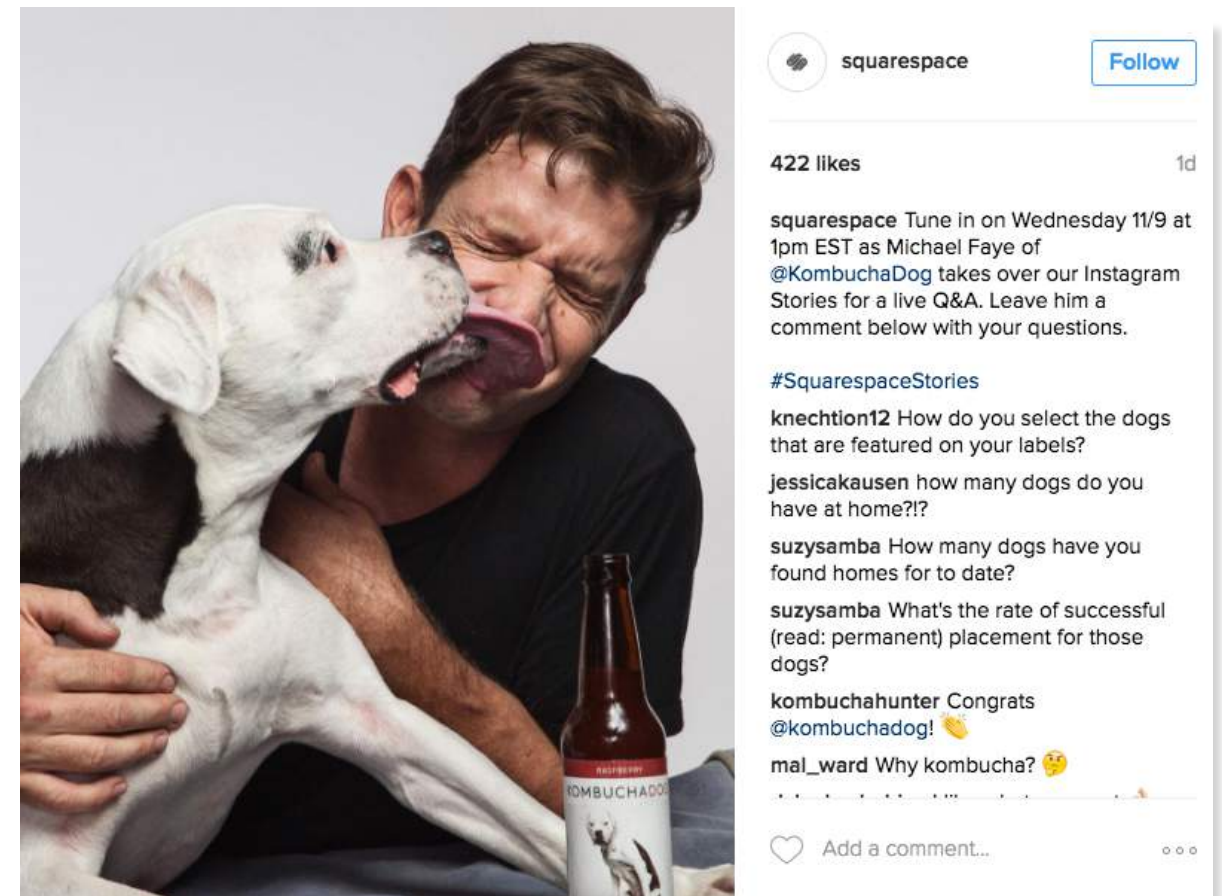 squarespace
Follow
422 likes
1d
squarespace Tune in on Wednesday 11/9 at
1pm EST as Michael Faye of
@KombuchaDog takes over our Instagram
Stories for a live Q&A. Leave him a
comment below with your questions.
#SquarespaceStories
knechtion12 How do you select the dogs
that are featured on your labels?
jessicakausen how many dogs do you
have at home?!?
suzysamba How many dogs have you
found homes for to date?
suzysamba What's the rate of successful
(read: permanent) placement for those
dogs?
kombuchahunter Congrats
@kombuchadog! 👏
mal_ward Why kombucha? 🤔
Add a comment...
RASPBERRY
KOMBUCHADOG